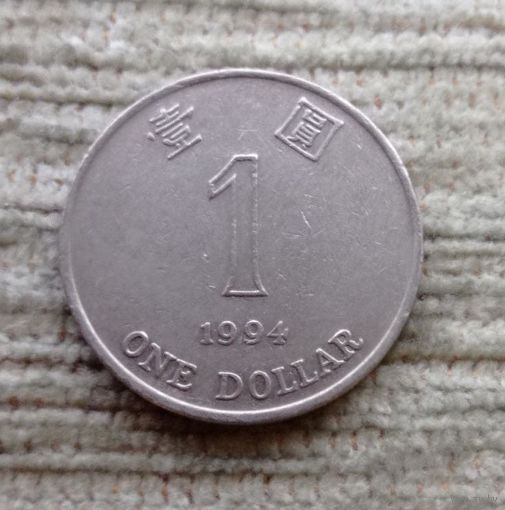 壹 圓
1
1994
ONE DOLLAR